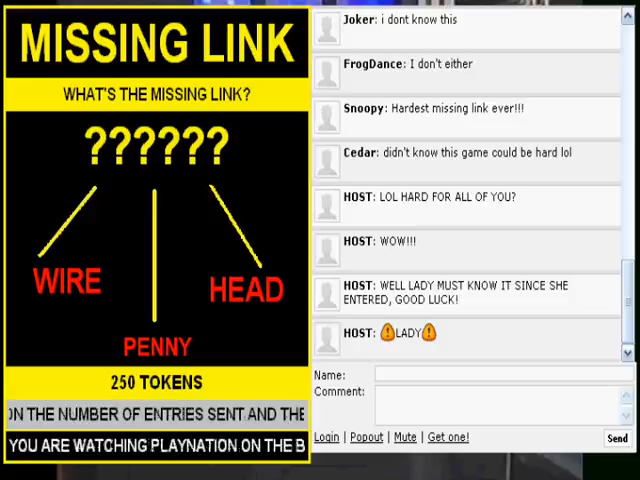 MISSING LINK
WHAT'S THE MISSING LINK?
??????
WIRE
HEAD
PENNY
250 TOKENS
ON THE NUMBER OF ENTRIES SENT AND THE
YOU ARE WATCHING PLAYNATION ON THE B
Joker: i dont know this
FrogDance: I don't either
Snoopy: Hardest missing link ever!!!
Cedar: didn't know this game could be hard lol
HOST: LOL HARD FOR ALL OF YOU?
HOST: WOW!!!
HOST: WELL LADY MUST KNOW IT SINCE SHE
ENTERED, GOOD LUCK!
HOST: LADY
Name:
Comment:
Login | Popout | Mute | Get one!
Send